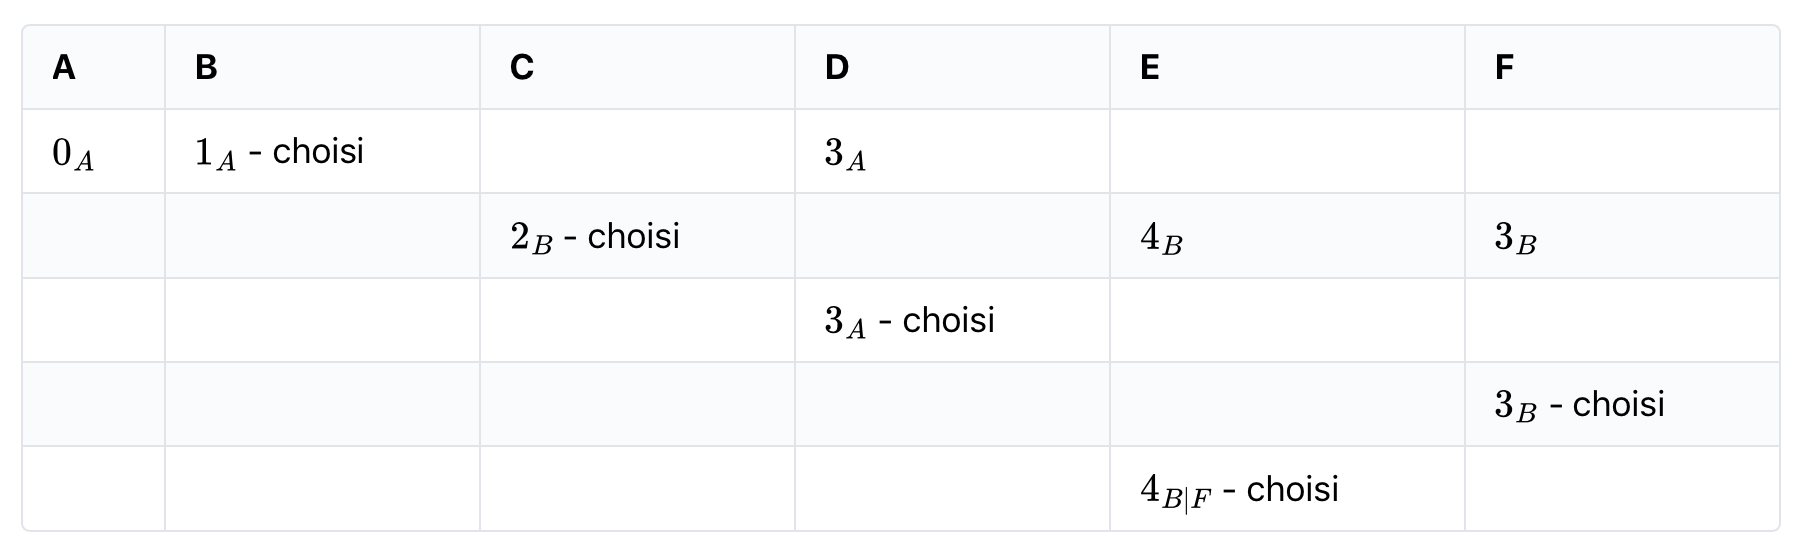 A B C D E F
0_A 1_A - choisi 3_A
2_B - choisi 4_B 3_B
3_A - choisi
3_B - choisi
4_{B|F} - choisi